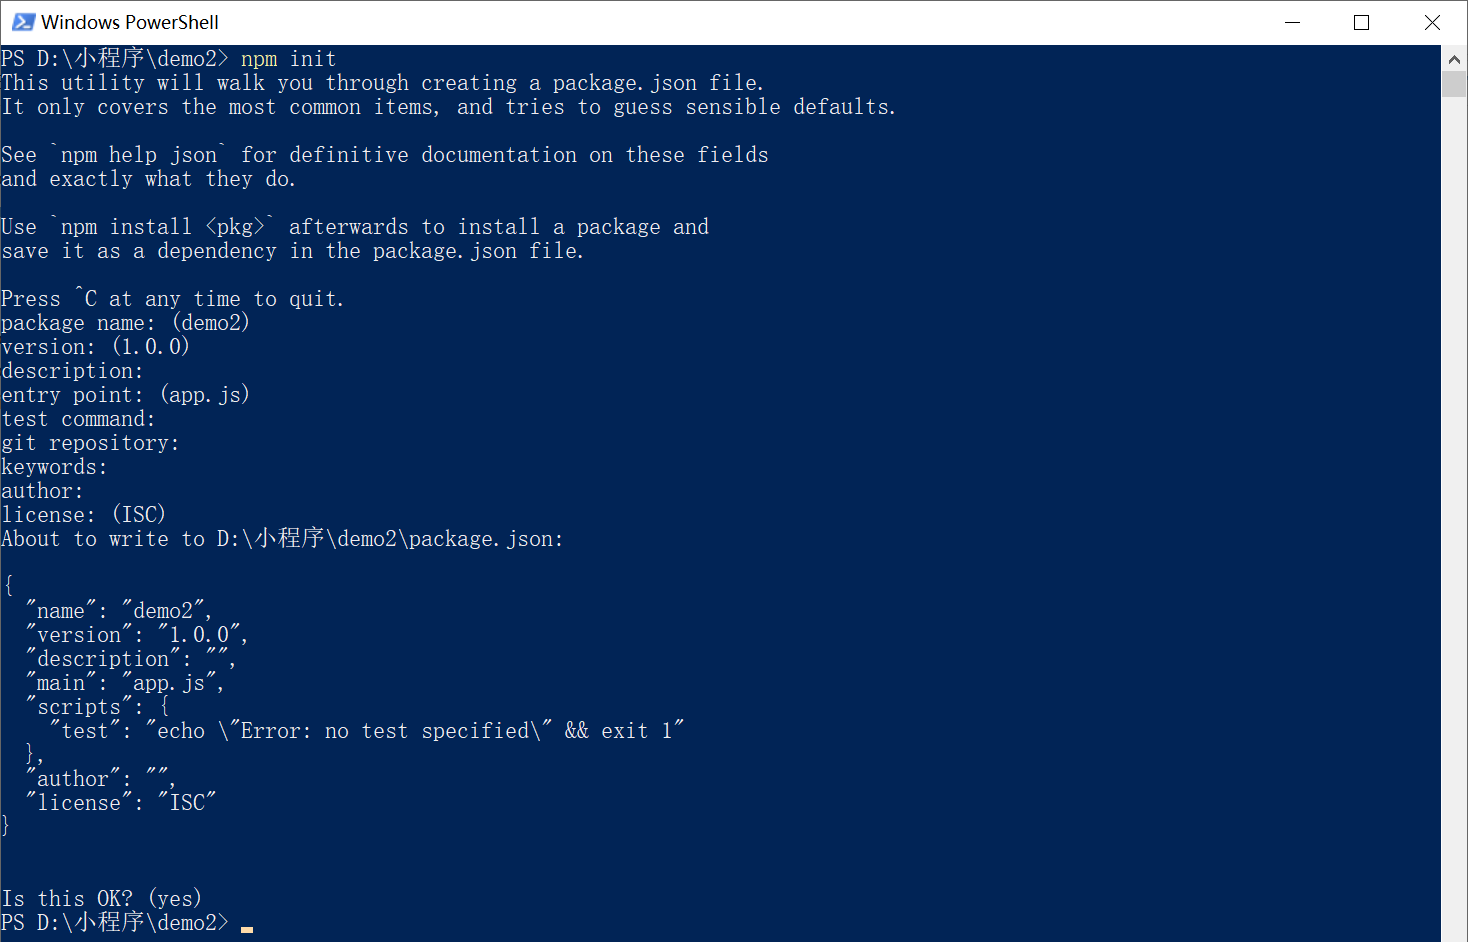 Windows PowerShell
PS D:\小程序\demo2> npm init
This utility will walk you through creating a package.json file.
It only covers the most common items, and tries to guess sensible defaults.
See `npm help json` for definitive documentation on these fields
and exactly what they do.
Use `npm install <pkg>` afterwards to install a package and
save it as a dependency in the package.json file.
Press ^C at any time to quit.
package name: (demo2)
version: (1.0.0)
description:
entry point: (app.js)
test command:
git repository:
keywords:
author:
license: (ISC)
About to write to D:\小程序\demo2\package.json:
{
  "name": "demo2",
  "version": "1.0.0",
  "description": "",
  "main": "app.js",
  "scripts": {
    "test": "echo \"Error: no test specified\" && exit 1"
  },
  "author": "",
  "license": "ISC"
}
Is this OK? (yes)
PS D:\小程序\demo2>